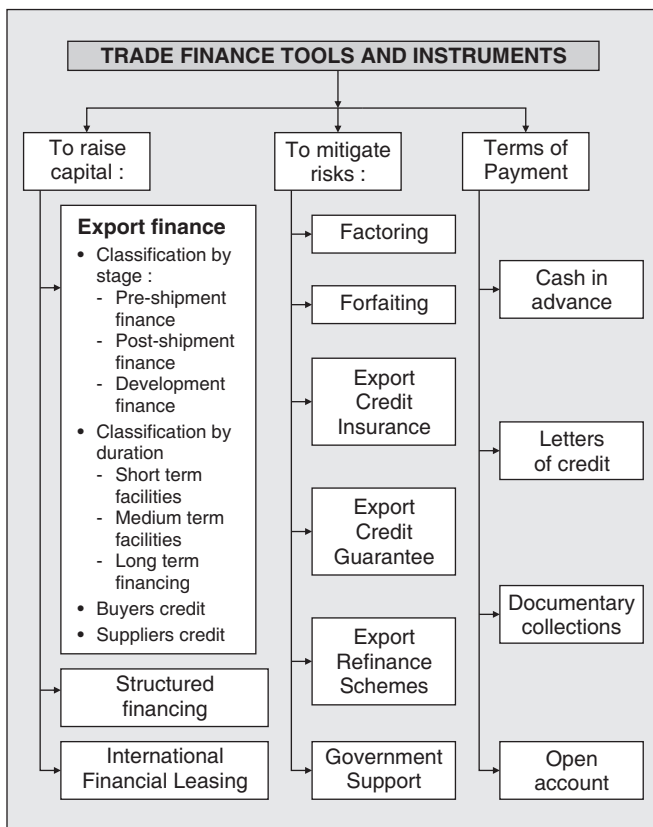 TRADE FINANCE TOOLS AND INSTRUMENTS
To raise
capital :
Export finance
• Classification by
stage :
- Pre-shipment
finance
- Post-shipment
finance
- Development
finance
• Classification by
duration
- Short term
facilities
- Medium term
facilities
- Long term
financing
• Buyers credit
• Suppliers credit
Structured
financing
International
Financial Leasing
To mitigate
risks :
Factoring
Forfaiting
Export
Credit
Insurance
Export
Credit
Guarantee
Export
Refinance
Schemes
Government
Support
Terms of
Payment
Cash in
advance
Letters
of credit
Documentary
collections
Open
account